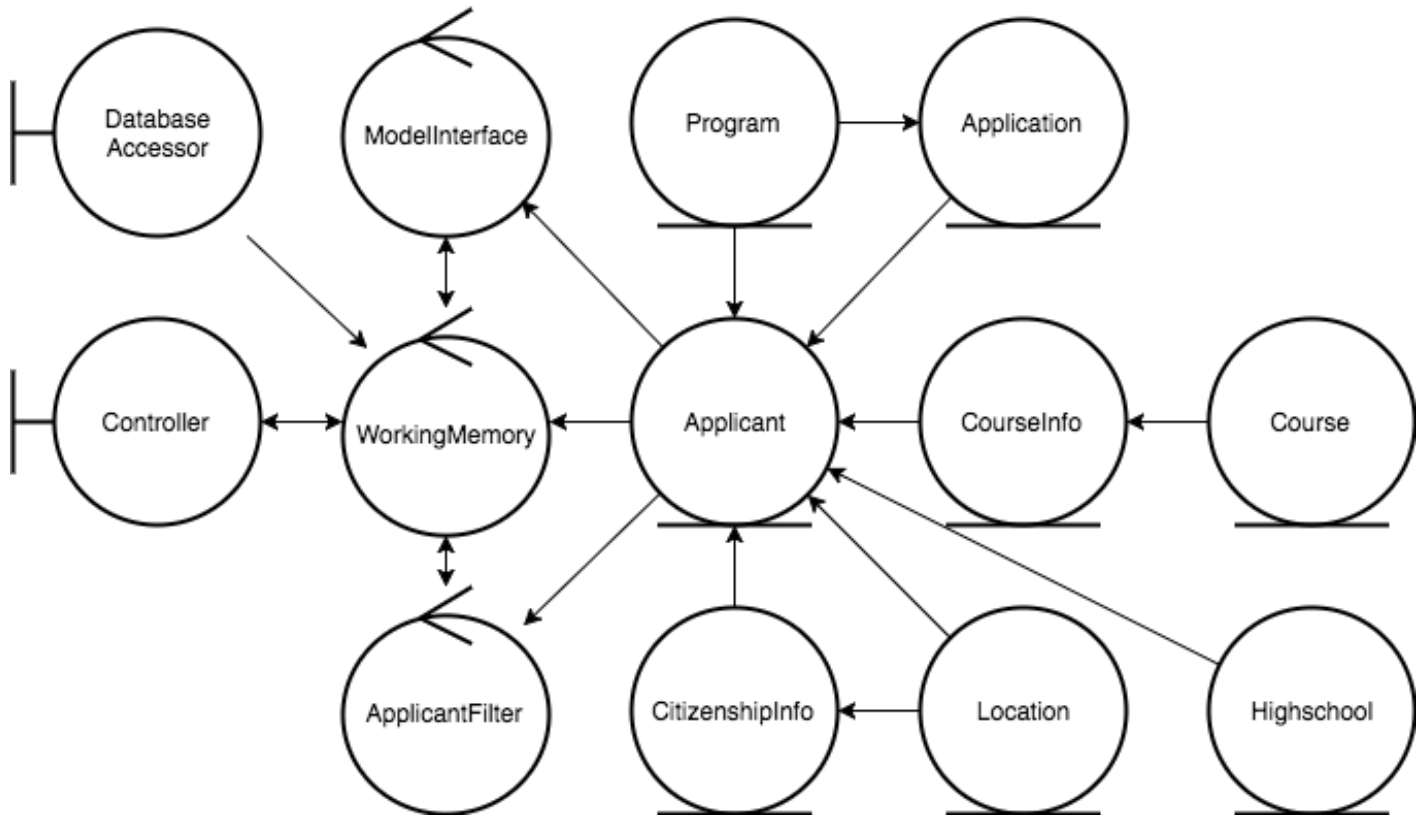 Database
Accessor
ModelInterface
Program
Application
Controller
WorkingMemory
Applicant
CourseInfo
Course
ApplicantFilter
CitizenshipInfo
Location
Highschool